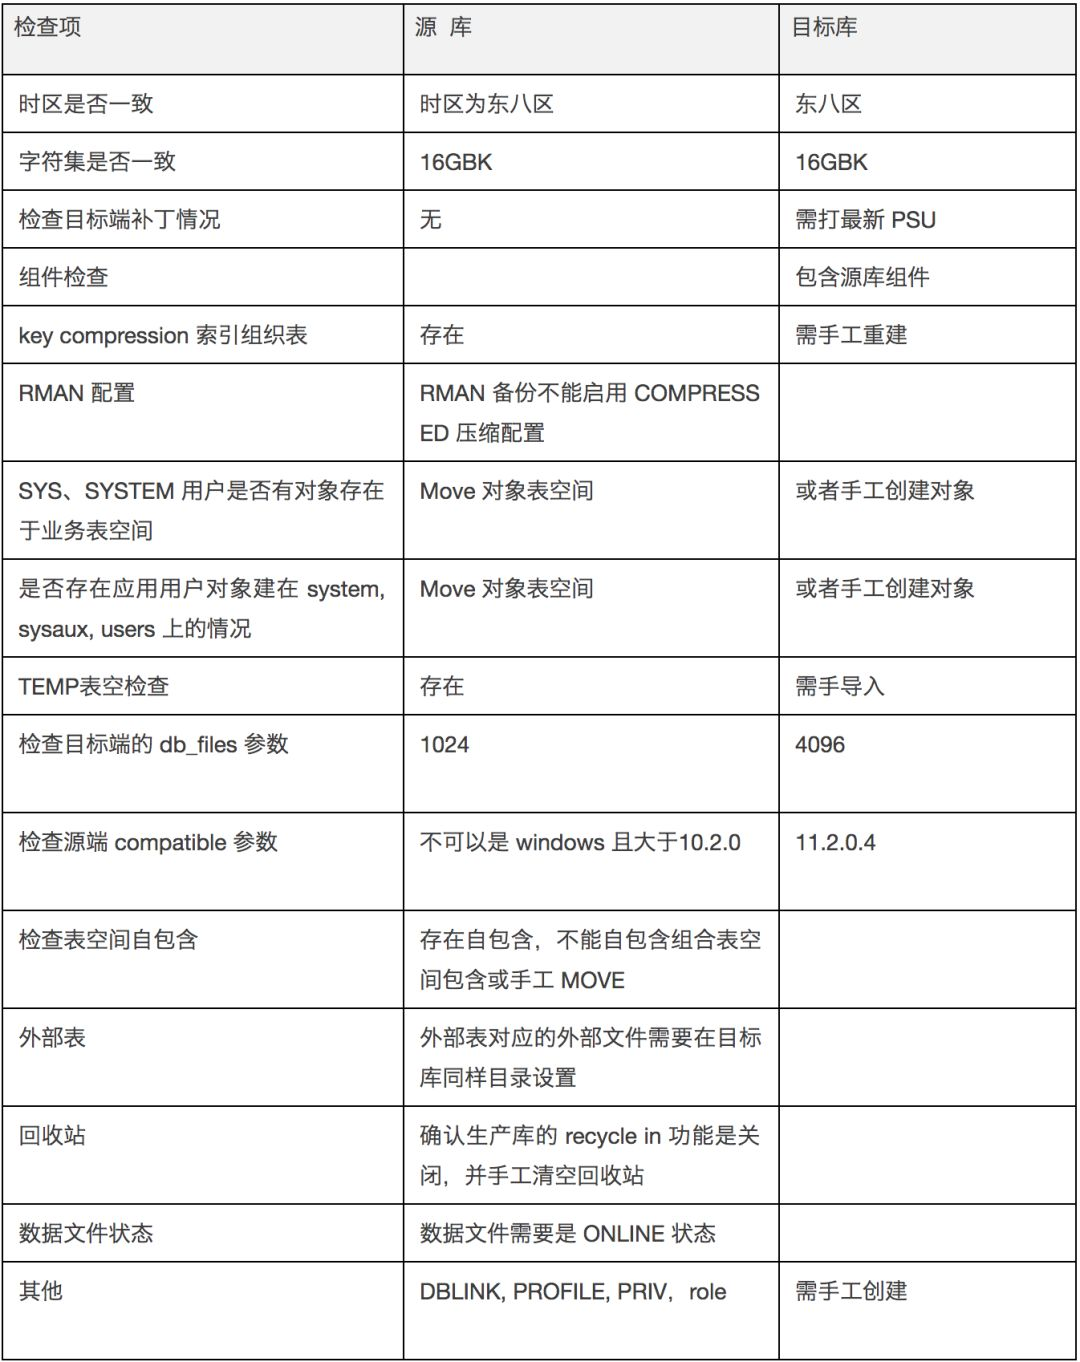 检查项 源 库 目标库
时区是否一致 时区为东八区 东八区
字符集是否一致 16GBK 16GBK
检查目标端补丁情况 无 需打最新 PSU
组件检查 包含源库组件
key compression 索引组织表 存在 需手工重建
RMAN 配置 RMAN 备份不能启用 COMPRESS
ED 压缩配置
SYS、SYSTEM 用户是否有对象存在 Move 对象表空间 或者手工创建对象
于业务表空间
是否存在应用用户对象建在 system, Move 对象表空间 或者手工创建对象
sysaux, users 上的情况
TEMP表空检查 存在 需手导入
检查目标端的 db_files 参数 1024 4096
检查源端 compatible 参数 不可以是 windows 且大于10.2.0 11.2.0.4
检查表空间自包含 存在自包含，不能自包含组合表空
间包含或手工 MOVE
外部表 外部表对应的外部文件需要在目标
库同样目录设置
回收站 确认生产库的 recycle in 功能是关
闭，并手工清空回收站
数据文件状态 数据文件需要是 ONLINE 状态
其他 DBLINK, PROFILE, PRIV，role 需手工创建